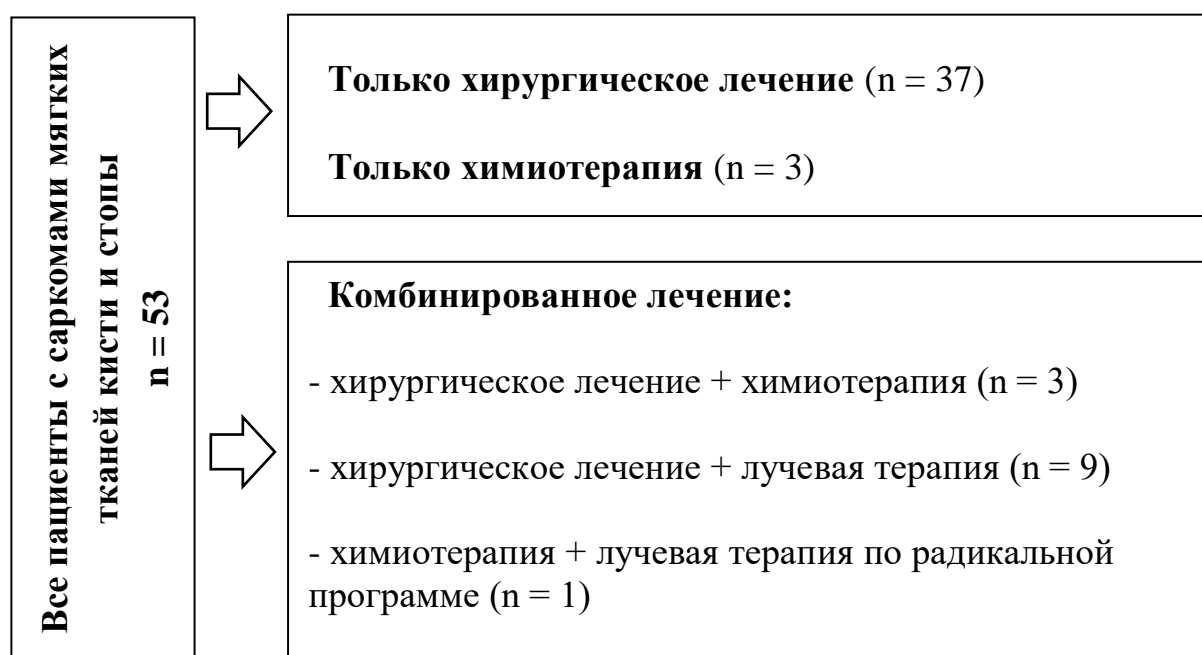 Все пациенты с саркомами мягких
тканей кисти и стопы
n = 53
Только хирургическое лечение (n = 37)
Только химиотерапия (n = 3)
Комбинированное лечение:
- хирургическое лечение + химиотерапия (n = 3)
- хирургическое лечение + лучевая терапия (n = 9)
- химиотерапия + лучевая терапия по радикальной
программе (n = 1)